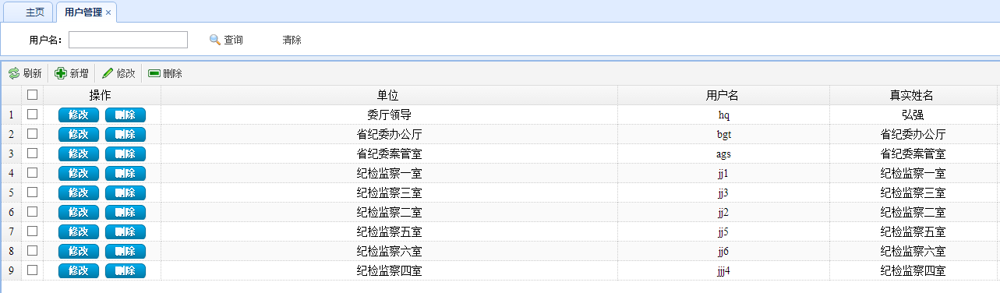 主页 用户管理 ×
用户名： 查询 清除
刷新 新增 修改 删除
操作 单位 用户名 真实姓名
1 修改 删除 委厅领导 hq 弘强
2 修改 删除 省纪委办公厅 bgt 省纪委办公厅
3 修改 删除 省纪委案管室 ags 省纪委案管室
4 修改 删除 纪检监察一室 jj1 纪检监察一室
5 修改 删除 纪检监察三室 jj3 纪检监察三室
6 修改 删除 纪检监察二室 jj2 纪检监察二室
7 修改 删除 纪检监察五室 jj5 纪检监察五室
8 修改 删除 纪检监察六室 jj6 纪检监察六室
9 修改 删除 纪检监察四室 jjj4 纪检监察四室